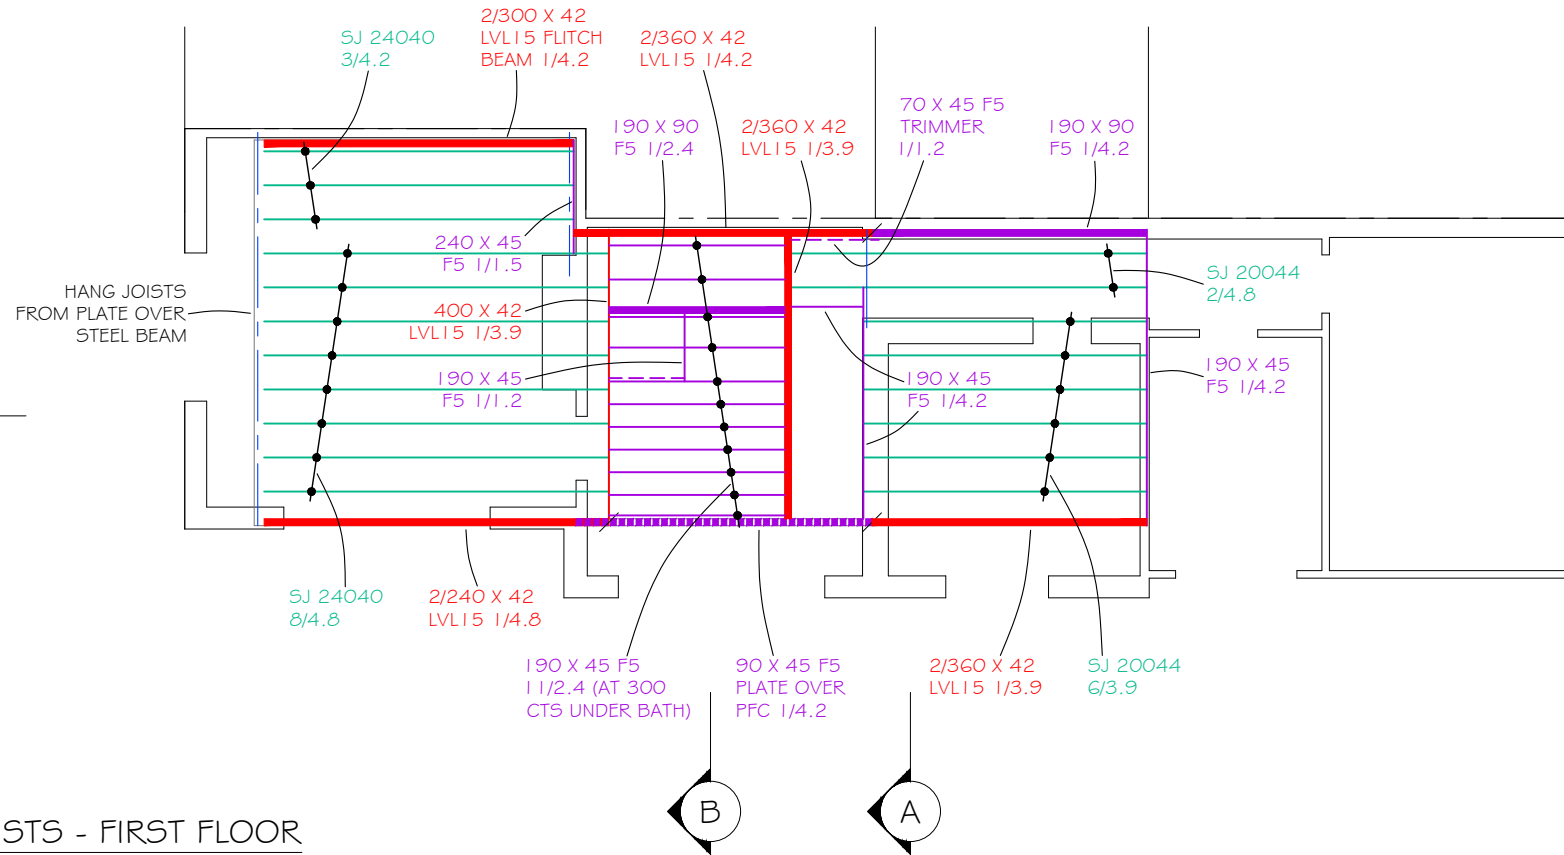 2/300 X 42
LVL15 FLITCH
BEAM 1/4.2
SJ 24040
3/4.2
2/360 X 42
LVL15 1/4.2
190 X 90
F5 1/2.4
2/360 X 42
LVL15 1/3.9
70 X 45 F5
TRIMMER
1/1.2
190 X 90
F5 1/4.2
240 X 45
F5 1/1.5
SJ 20044
2/4.8
HANG JOISTS
FROM PLATE OVER
STEEL BEAM
400 X 42
LVL15 1/3.9
190 X 45
F5 1/1.2
190 X 45
F5 1/4.2
190 X 45
F5 1/4.2
SJ 24040
8/4.8
2/240 X 42
LVL15 1/4.8
190 X 45 F5
11/2.4 (AT 300
CTS UNDER BATH)
90 X 45 F5
PLATE OVER
PFC 1/4.2
2/360 X 42
LVL15 1/3.9
SJ 20044
6/3.9
B
A
STS - FIRST FLOOR